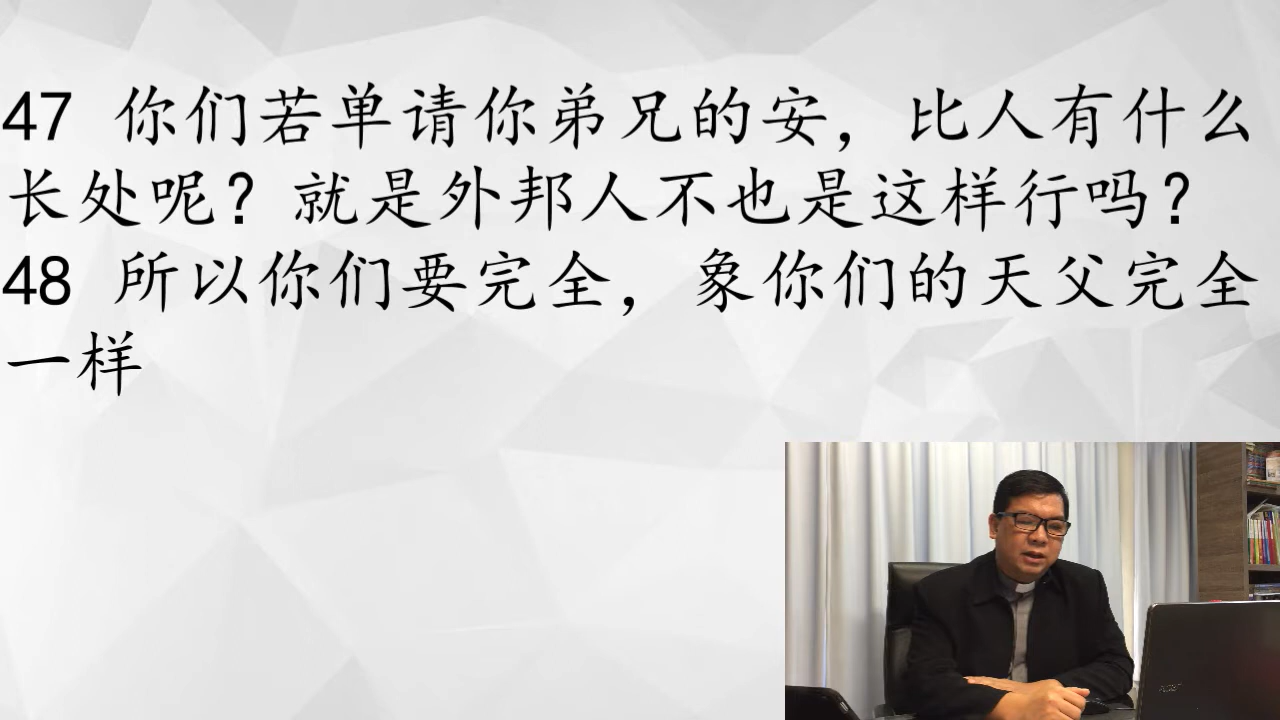 47 你们若单请你弟兄的安，比人有什么
长处呢？就是外邦人不也是这样行吗？
48 所以你们要完全，象你们的天父完全
一样